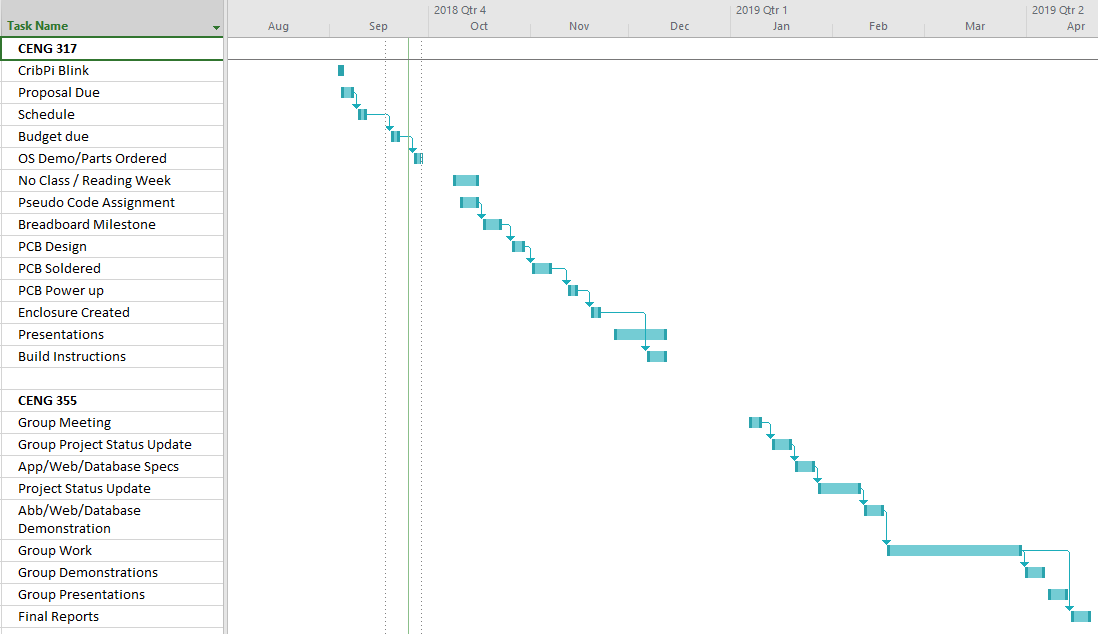 2018 Qtr 4 2019 Qtr 1 2019 Qtr 2
Task Name Aug Sep Oct Nov Dec Jan Feb Mar Apr
CENG 317
CribPi Blink
Proposal Due
Schedule
Budget due
OS Demo/Parts Ordered
No Class / Reading Week
Pseudo Code Assignment
Breadboard Milestone
PCB Design
PCB Soldered
PCB Power up
Enclosure Created
Presentations
Build Instructions
CENG 355
Group Meeting
Group Project Status Update
App/Web/Database Specs
Project Status Update
Abb/Web/Database
Demonstration
Group Work
Group Demonstrations
Group Presentations
Final Reports